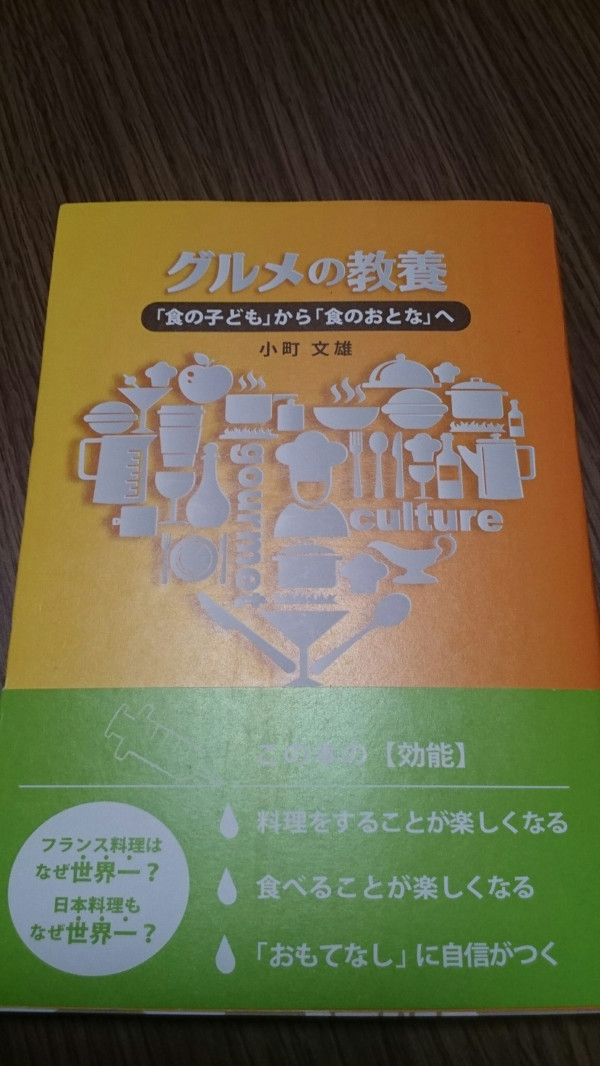 グルメの教養
「食の子ども」から「食のおとな」へ
小町 文雄
gourmet
culture
この本の【効能】
料理をすることが楽しくなる
食べることが楽しくなる
「おもてなし」に自信がつく
フランス料理は
なぜ世界一？
日本料理も
なぜ世界一？